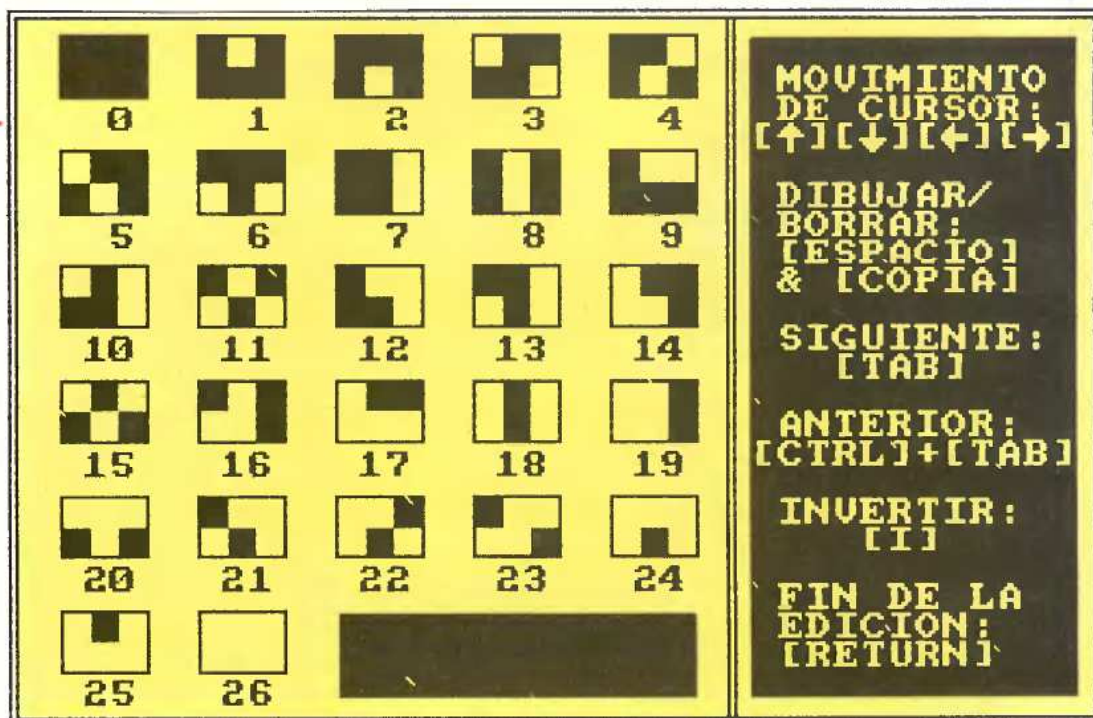 0 1 2 3 4
5 6 7 8 9
10 11 12 13 14
15 16 17 18 19
20 21 22 23 24
25 26
MOVIMIENTO
DE CURSOR:
[↑][↓][←][→]
DIBUJAR/
BORRAR:
[ESPACIO]
& [COPIA]
SIGUIENTE:
[TAB]
ANTERIOR:
[CTRL]+[TAB]
INVERTIR:
[I]
FIN DE LA
EDICION:
[RETURN]